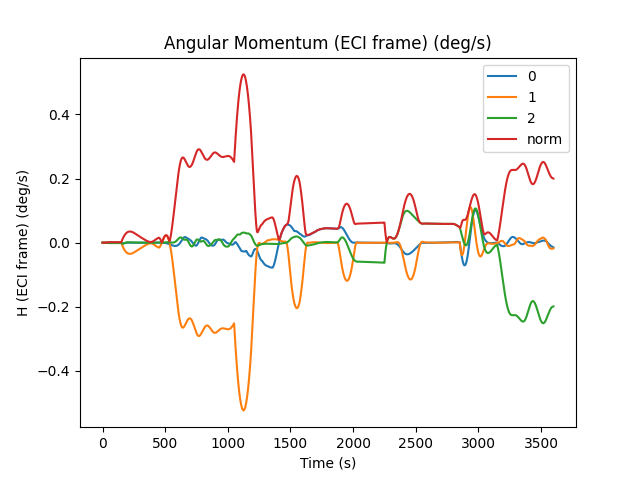 Angular Momentum (ECI frame) (deg/s)
0
1
2
norm
H (ECI frame) (deg/s)
0.4
0.2
0.0
−0.2
−0.4
0 500 1000 1500 2000 2500 3000 3500
Time (s)